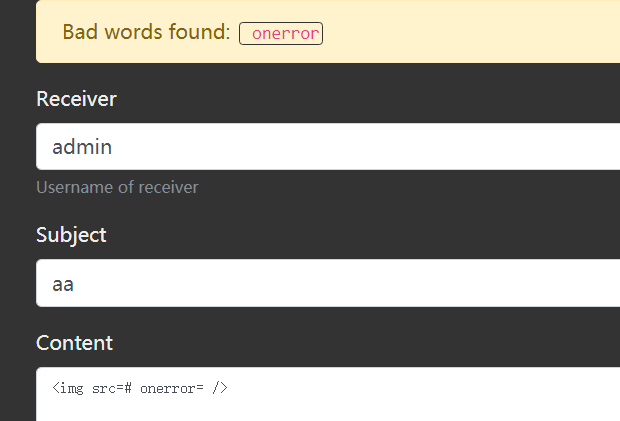 Bad words found: onerror
Receiver
admin
Username of receiver
Subject
aa
Content
<img src=# onerror= />